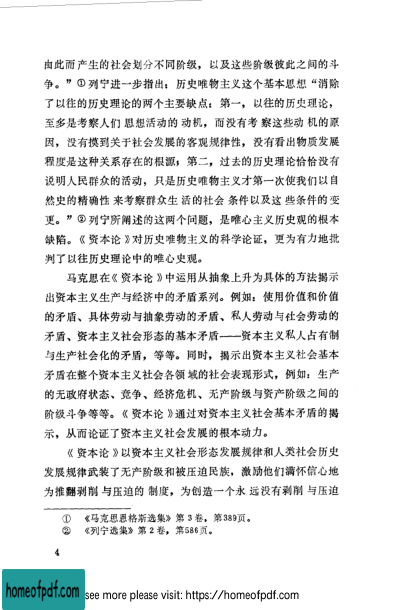 由此而产生的社会划分不同阶级，以及这些阶级彼此之间的斗
争。”①列宁进一步指出：历史唯物主义这个基本思想“消除
了以往的历史理论的两个主要缺点：第一，以往的历史理论，
至多是考察人们思想活动的动机，而没有考察这些动机的原
因，没有摸到关于社会发展的客观规律性，没有看出物质发展
程度是这种关系存在的根源；第二，过去的历史理论恰恰没有
说明人民群众的活动，只是历史唯物主义才第一次使我们以自
然史的精确性来考察群众生活的社会条件以及这些条件的变
更。”②列宁所阐述的这两个问题，是唯心主义历史观的根本
缺陷。《资本论》对历史唯物主义的科学论证，更为有力地批
判了以往历史理论中的唯心史观。
马克思在《资本论》中运用从抽象上升为具体的方法揭示
出资本主义生产与经济中的矛盾系列。例如：使用价值和价值
的矛盾、具体劳动与抽象劳动的矛盾、私人劳动与社会劳动的
矛盾、资本主义社会形态的基本矛盾——资本主义私人占有制
与生产社会化的矛盾，等等。同时，揭示出资本主义社会基本
矛盾在整个资本主义社会各领域的社会表现形式，例如：生产
的无政府状态、竞争、经济危机、无产阶级与资产阶级之间的
阶级斗争等等。《资本论》通过对资本主义社会基本矛盾的揭
示，从而论证了资本主义社会发展的根本动力。
《资本论》以资本主义社会形态发展规律和人类社会历史
发展规律武装了无产阶级和被压迫民族，激励他们满怀信心地
为推翻剥削与压迫的制度，为创造一个永远没有剥削与压迫
① 《马克思恩格斯选集》第3卷，第389页。
② 《列宁选集》第2卷，第586页。
4
homeofpdf.com
see more please visit: https://homeofpdf.com